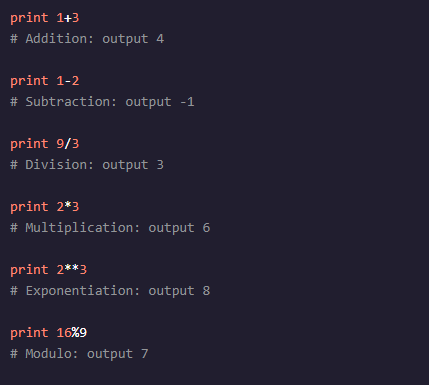 print 1+3
# Addition: output 4
print 1-2
# Subtraction: output -1
print 9/3
# Division: output 3
print 2*3
# Multiplication: output 6
print 2**3
# Exponentiation: output 8
print 16%9
# Modulo: output 7